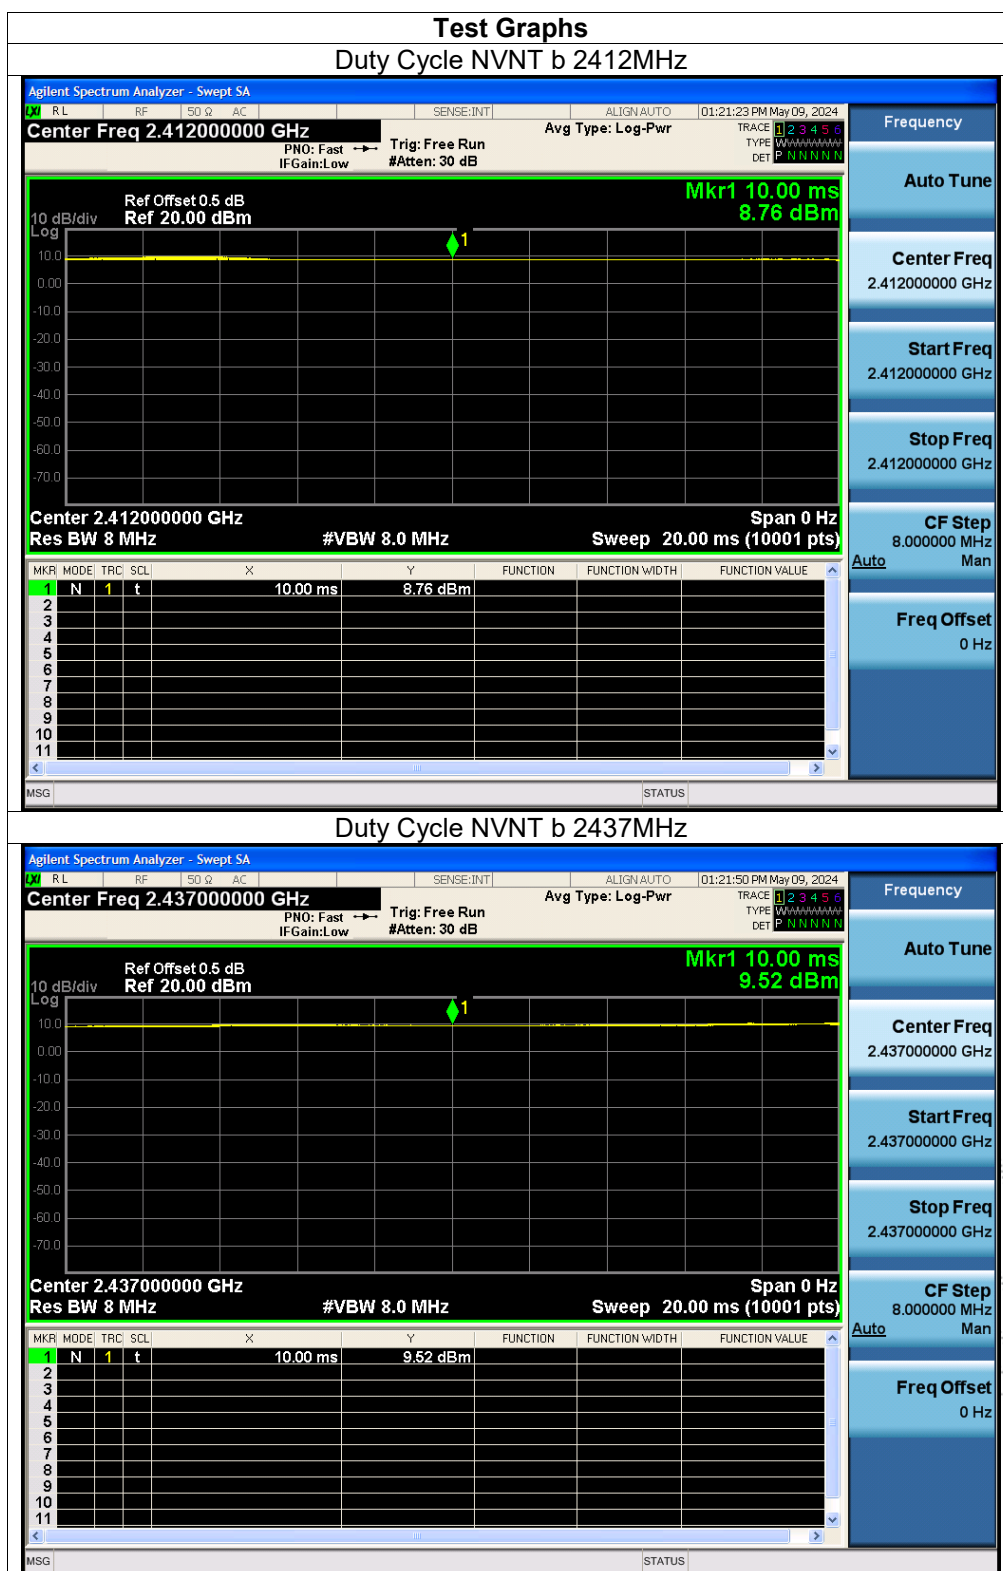 Test Graphs
Duty Cycle NVNT b 2412MHz
Agilent Spectrum Analyzer - Swept SA
LXI RL RF 50 Ω AC SENSE:INT ALIGN AUTO 01:21:23 PM May 09, 2024
Center Freq 2.412000000 GHz
PNO: Fast
IFGain:Low
Trig: Free Run
#Atten: 30 dB
Avg Type: Log-Pwr
TRACE 1 2 3 4 5 6
TYPE WWWWWW
DET P N N N N N
Frequency
Auto Tune
Mkr1 10.00 ms
8.76 dBm
Ref Offset 0.5 dB
10 dB/div Ref 20.00 dBm
Log
1
10.0
0.00
-10.0
-20.0
-30.0
-40.0
-50.0
-60.0
-70.0
Center Freq
2.412000000 GHz
Start Freq
2.412000000 GHz
Stop Freq
2.412000000 GHz
Center 2.412000000 GHz Span 0 Hz
Res BW 8 MHz #VBW 8.0 MHz Sweep 20.00 ms (10001 pts)
CF Step
8.000000 MHz
Auto Man
MKR MODE TRC SCL X Y FUNCTION FUNCTION WIDTH FUNCTION VALUE
1 N 1 t 10.00 ms 8.76 dBm
2
3
4
5
6
7
8
9
10
11
Freq Offset
0 Hz
MSG STATUS
Duty Cycle NVNT b 2437MHz
Agilent Spectrum Analyzer - Swept SA
LXI RL RF 50 Ω AC SENSE:INT ALIGN AUTO 01:21:50 PM May 09, 2024
Center Freq 2.437000000 GHz
PNO: Fast
IFGain:Low
Trig: Free Run
#Atten: 30 dB
Avg Type: Log-Pwr
TRACE 1 2 3 4 5 6
TYPE WWWWWW
DET P N N N N N
Frequency
Auto Tune
Mkr1 10.00 ms
9.52 dBm
Ref Offset 0.5 dB
10 dB/div Ref 20.00 dBm
Log
1
10.0
0.00
-10.0
-20.0
-30.0
-40.0
-50.0
-60.0
-70.0
Center Freq
2.437000000 GHz
Start Freq
2.437000000 GHz
Stop Freq
2.437000000 GHz
Center 2.437000000 GHz Span 0 Hz
Res BW 8 MHz #VBW 8.0 MHz Sweep 20.00 ms (10001 pts)
CF Step
8.000000 MHz
Auto Man
MKR MODE TRC SCL X Y FUNCTION FUNCTION WIDTH FUNCTION VALUE
1 N 1 t 10.00 ms 9.52 dBm
2
3
4
5
6
7
8
9
10
11
Freq Offset
0 Hz
MSG STATUS